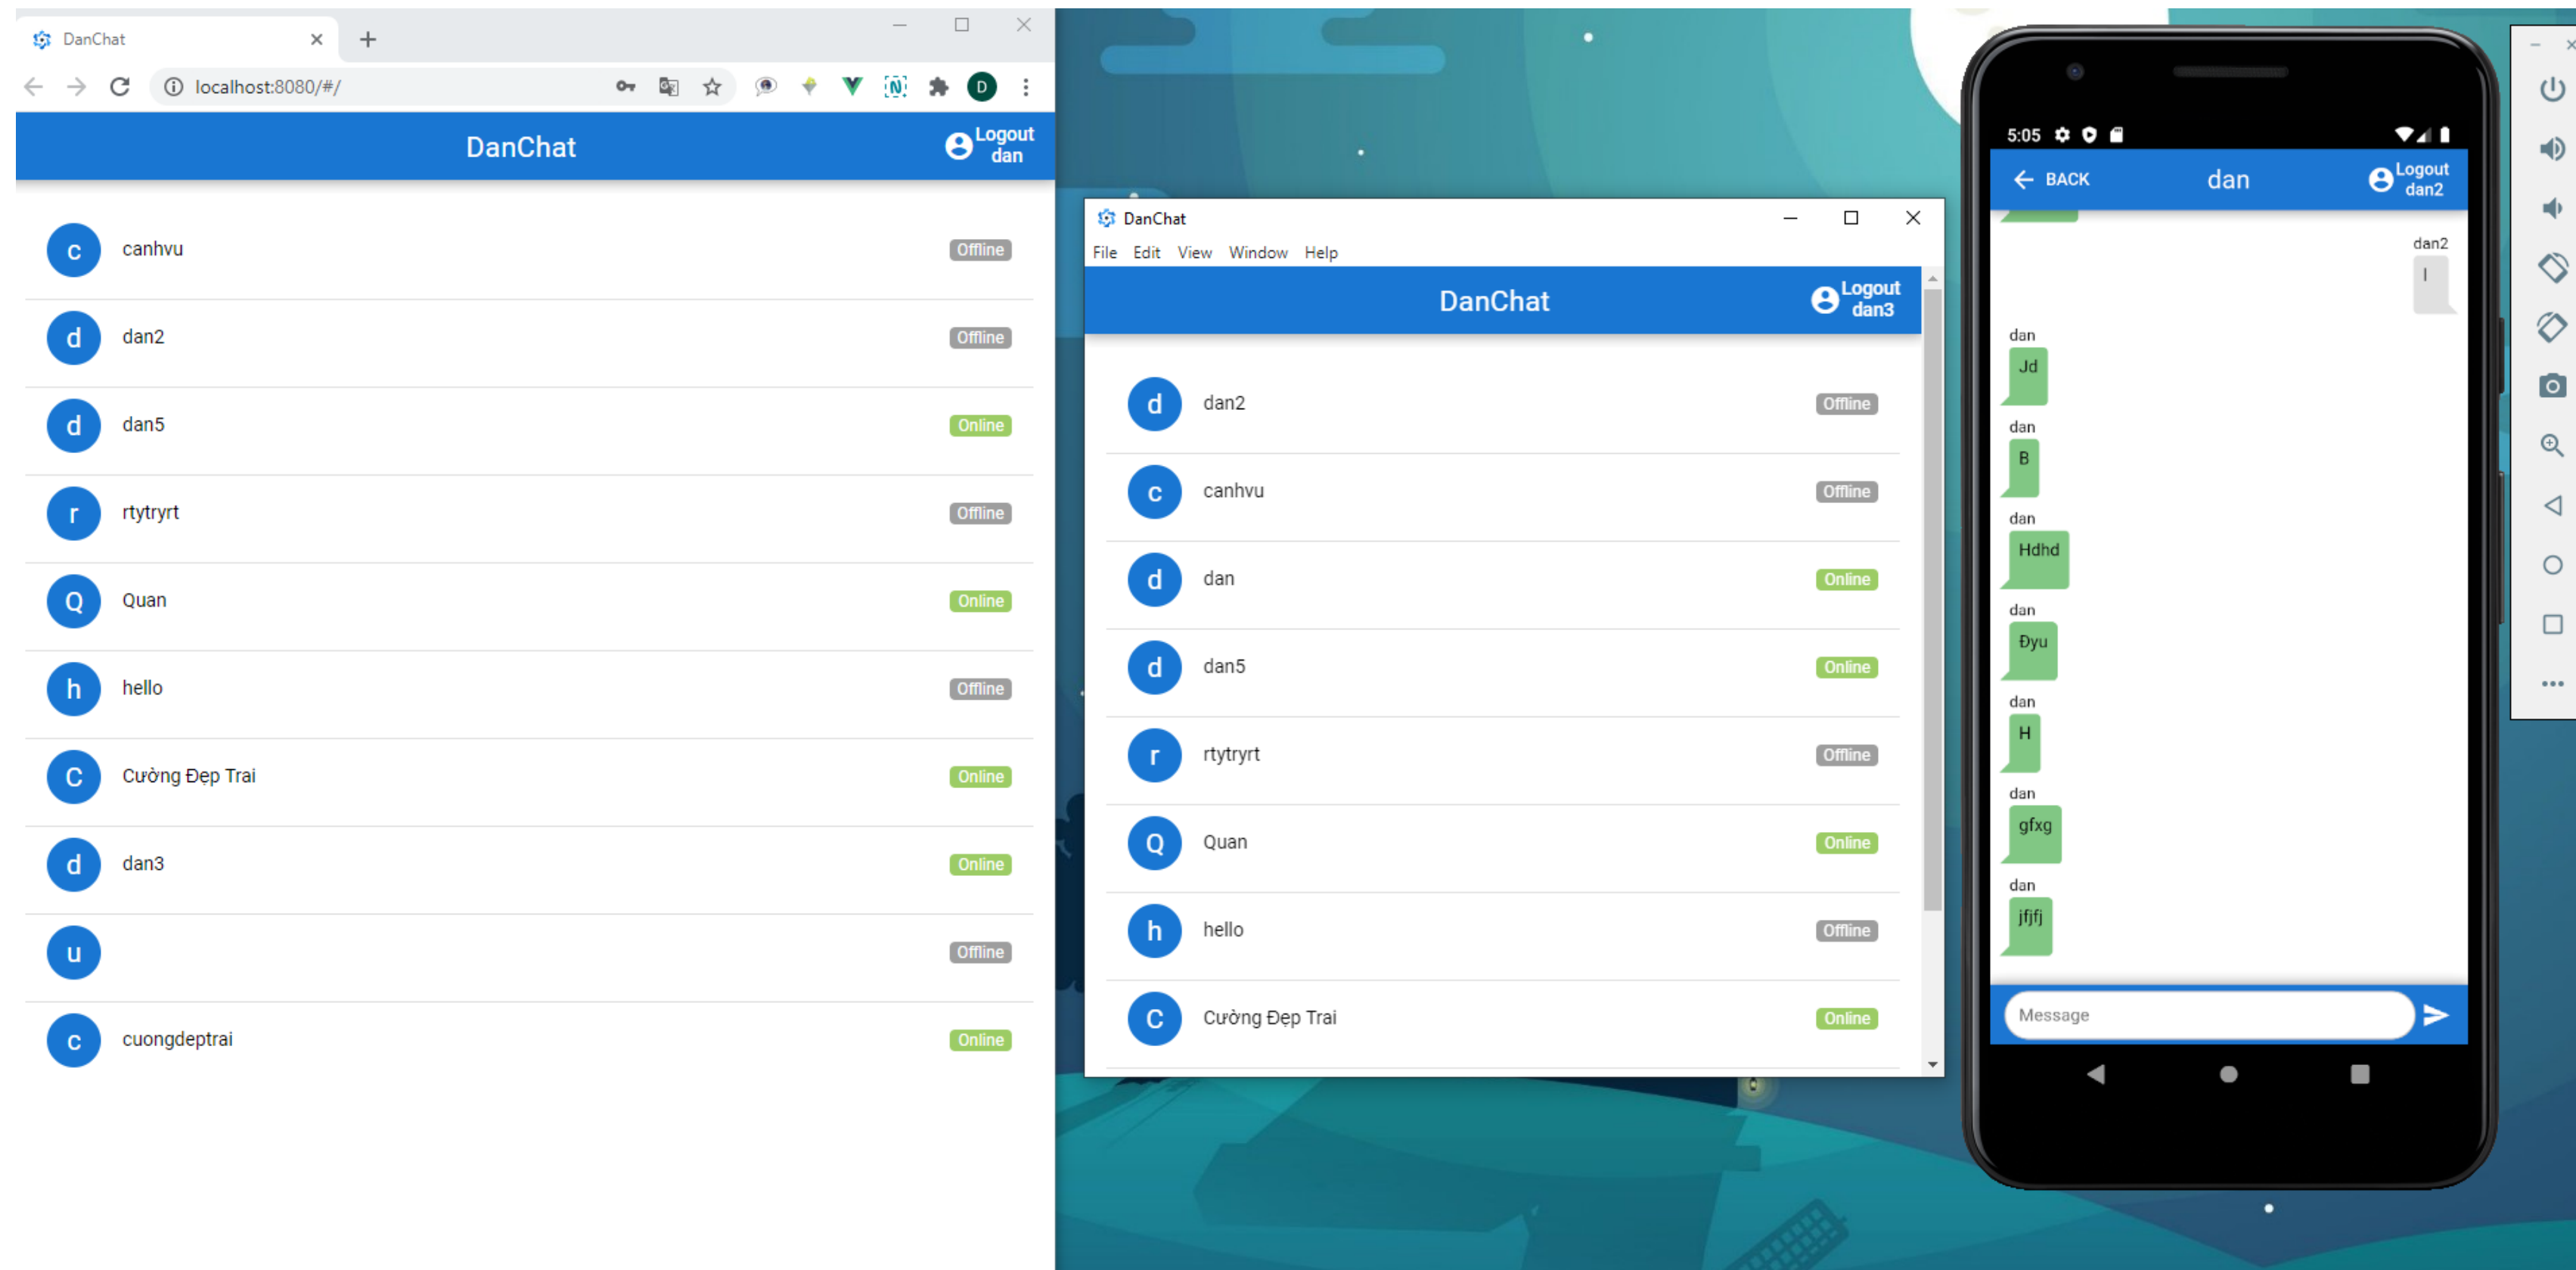 DanChat
localhost:8080/#/
D
DanChat
Logout
dan
c canhvu Offline
d dan2 Offline
d dan5 Online
r rtytryrt Offline
Q Quan Online
h hello Offline
C Cường Đẹp Trai Online
d dan3 Online
u Offline
c cuongdeptrai Online
DanChat
File Edit View Window Help
DanChat
Logout
dan3
d dan2 Offline
c canhvu Offline
d dan Online
d dan5 Online
r rtytryrt Offline
Q Quan Online
h hello Offline
C Cường Đẹp Trai Online
5:05
BACK dan
Logout
dan2
dan2
I
dan
Jd
dan
B
dan
Hdhd
dan
Đyu
dan
H
dan
gfxg
dan
jfjfj
Message